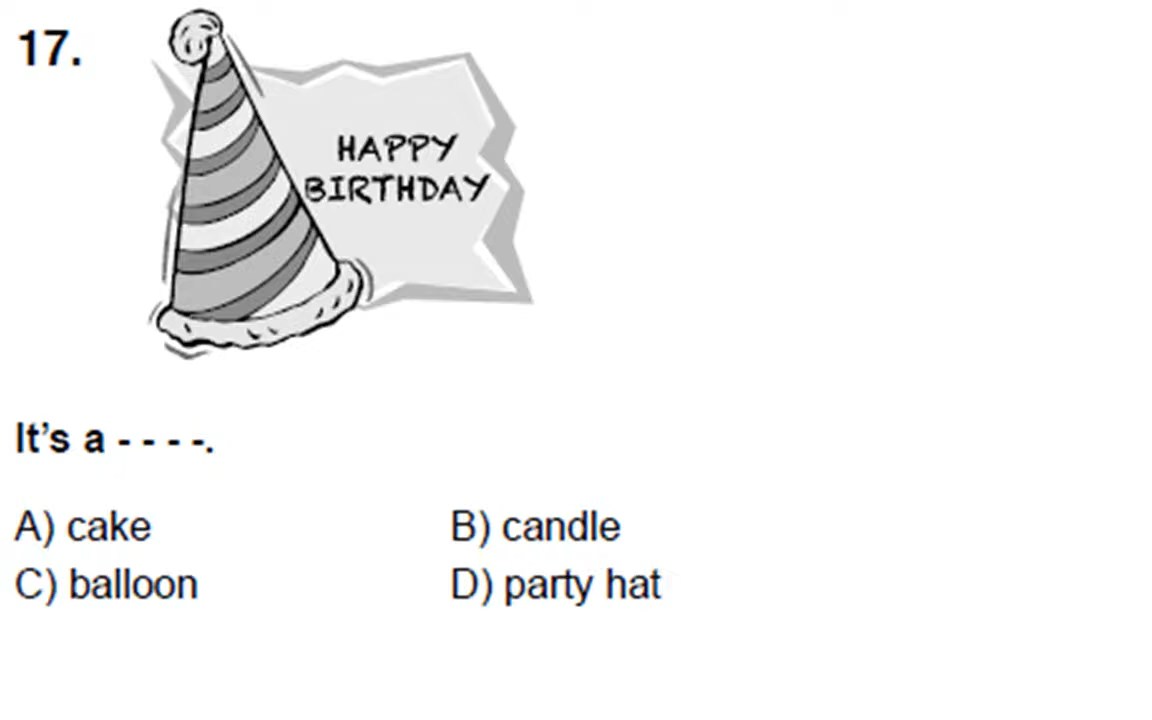 17.
HAPPY
BIRTHDAY
It’s a - - - -.
A) cake
B) candle
C) balloon
D) party hat